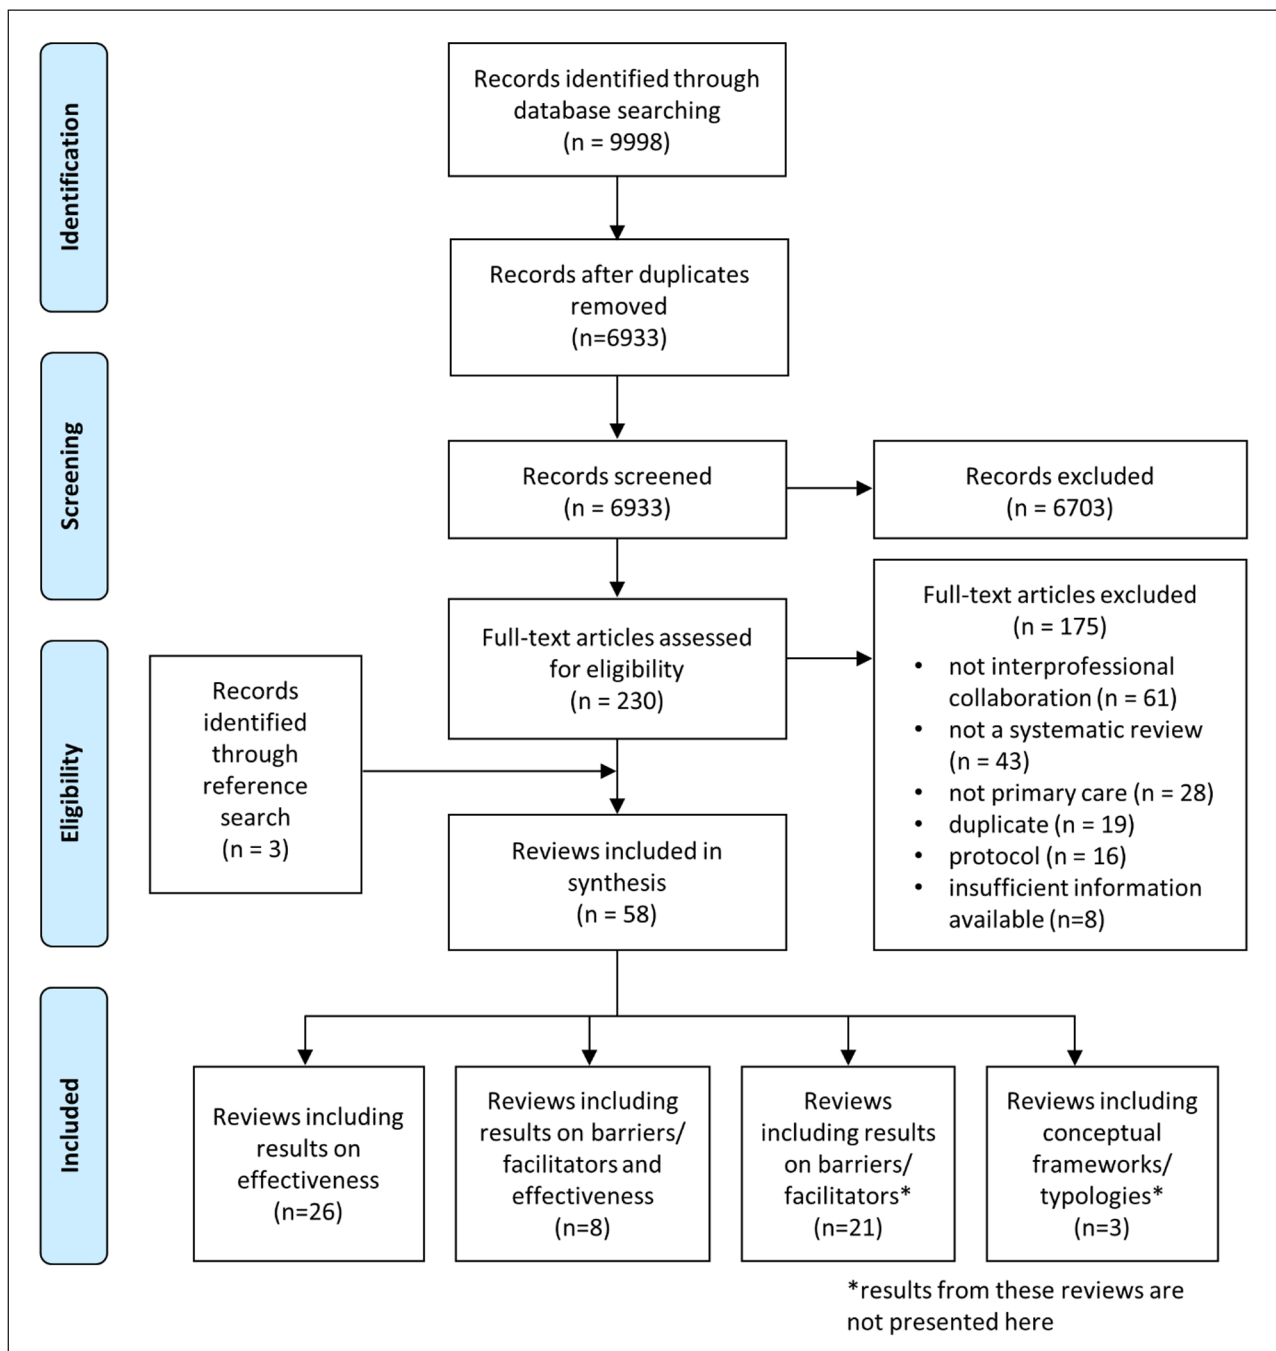 Identification
Records identified through
database searching
(n = 9998)
Records after duplicates
removed
(n=6933)
Screening
Records screened
(n = 6933)
Records excluded
(n = 6703)
Full-text articles assessed
for eligibility
(n = 230)
Full-text articles excluded
(n = 175)
• not interprofessional
collaboration (n = 61)
• not a systematic review
(n = 43)
• not primary care (n = 28)
• duplicate (n = 19)
• protocol (n = 16)
• insufficient information
available (n=8)
Eligibility
Records
identified
through
reference
search
(n = 3)
Reviews included in
synthesis
(n = 58)
Included
Reviews including
results on
effectiveness
(n=26)
Reviews including
results on barriers/
facilitators and
effectiveness
(n=8)
Reviews
including results
on barriers/
facilitators*
(n=21)
Reviews including
conceptual
frameworks/
typologies*
(n=3)
*results from these reviews are
not presented here